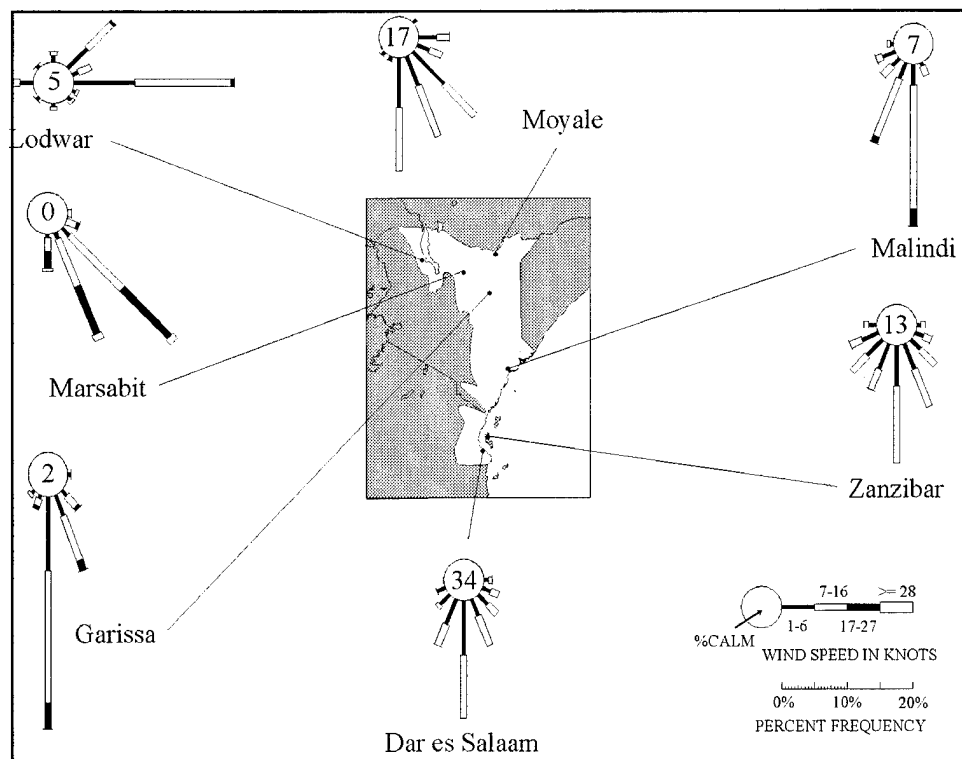 17
7
5
Lodwar
Moyale
0
Malindi
13
Marsabit
2
Zanzibar
34
7-16 >= 28
%CALM 1-6 17-27
WIND SPEED IN KNOTS
Garissa
0% 10% 20%
PERCENT FREQUENCY
Dar es Salaam